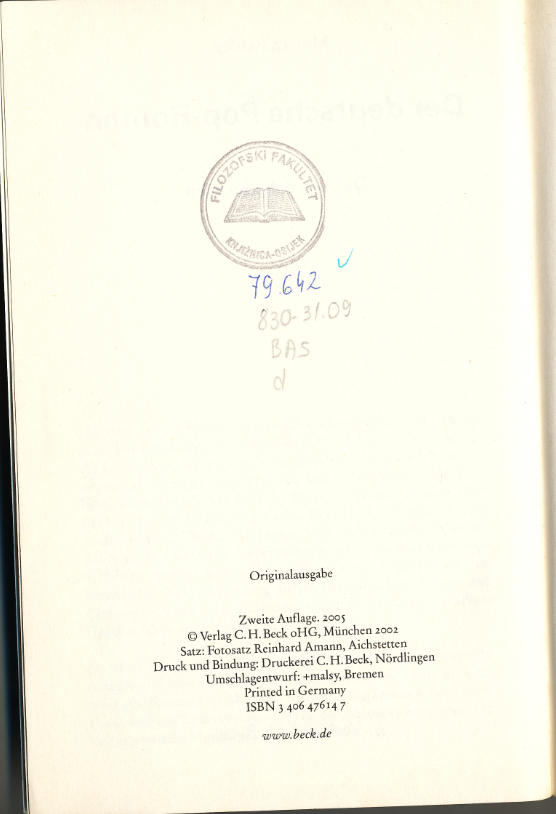 FILOZOFSKI FAKULTET
KNJIŽNICA-OSIJEK
79.642
830-31.09
BAS
d
Originalausgabe
Zweite Auflage. 2005
© Verlag C. H. Beck oHG, München 2002
Satz: Fotosatz Reinhard Amann, Aichstetten
Druck und Bindung: Druckerei C. H. Beck, Nördlingen
Umschlagentwurf: +malsy, Bremen
Printed in Germany
ISBN 3 406 47614 7
www.beck.de